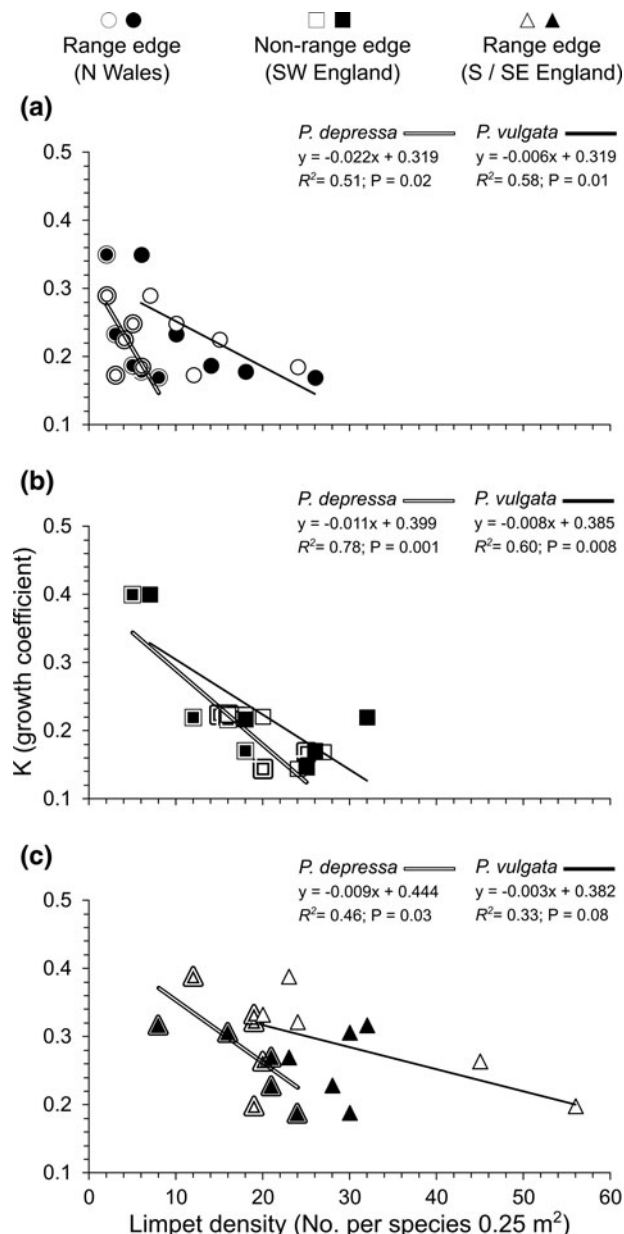 Range edge Non-range edge Range edge
(N Wales) (SW England) (S / SE England)
(a)
P. depressa P. vulgata
y = -0.022x + 0.319 y = -0.006x + 0.319
R²= 0.51; P = 0.02 R²= 0.58; P = 0.01
0.5
0.4
0.3
0.2
0.1
(b)
P. depressa P. vulgata
y = -0.011x + 0.399 y = -0.008x + 0.385
R²= 0.78; P = 0.001 R²= 0.60; P = 0.008
0.5
0.4
0.3
0.2
0.1
K (growth coefficient)
(c)
P. depressa P. vulgata
y = -0.009x + 0.444 y = -0.003x + 0.382
R²= 0.46; P = 0.03 R²= 0.33; P = 0.08
0.5
0.4
0.3
0.2
0.1
0 10 20 30 40 50 60
Limpet density (No. per species 0.25 m²)